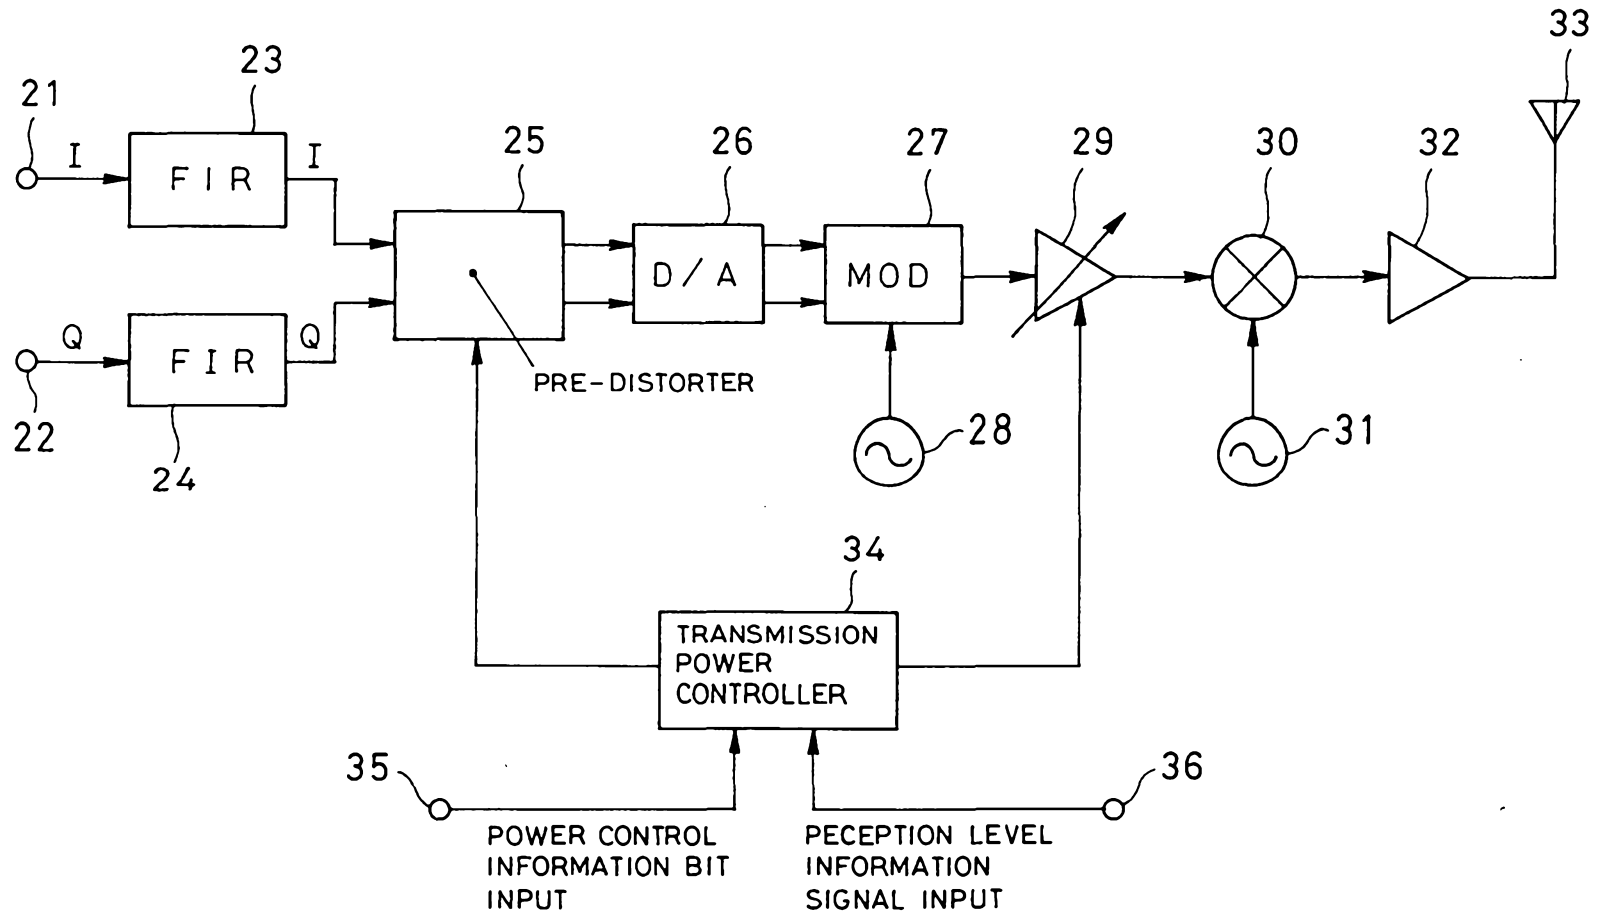 33
23
21
I
FIR
I
25
26
27
29
30
32
D/A
MOD
Q
FIR
Q
PRE-DISTORTER
22
24
28
31
34
TRANSMISSION
POWER
CONTROLLER
35
36
POWER CONTROL
INFORMATION BIT
INPUT
PECEPTION LEVEL
INFORMATION
SIGNAL INPUT